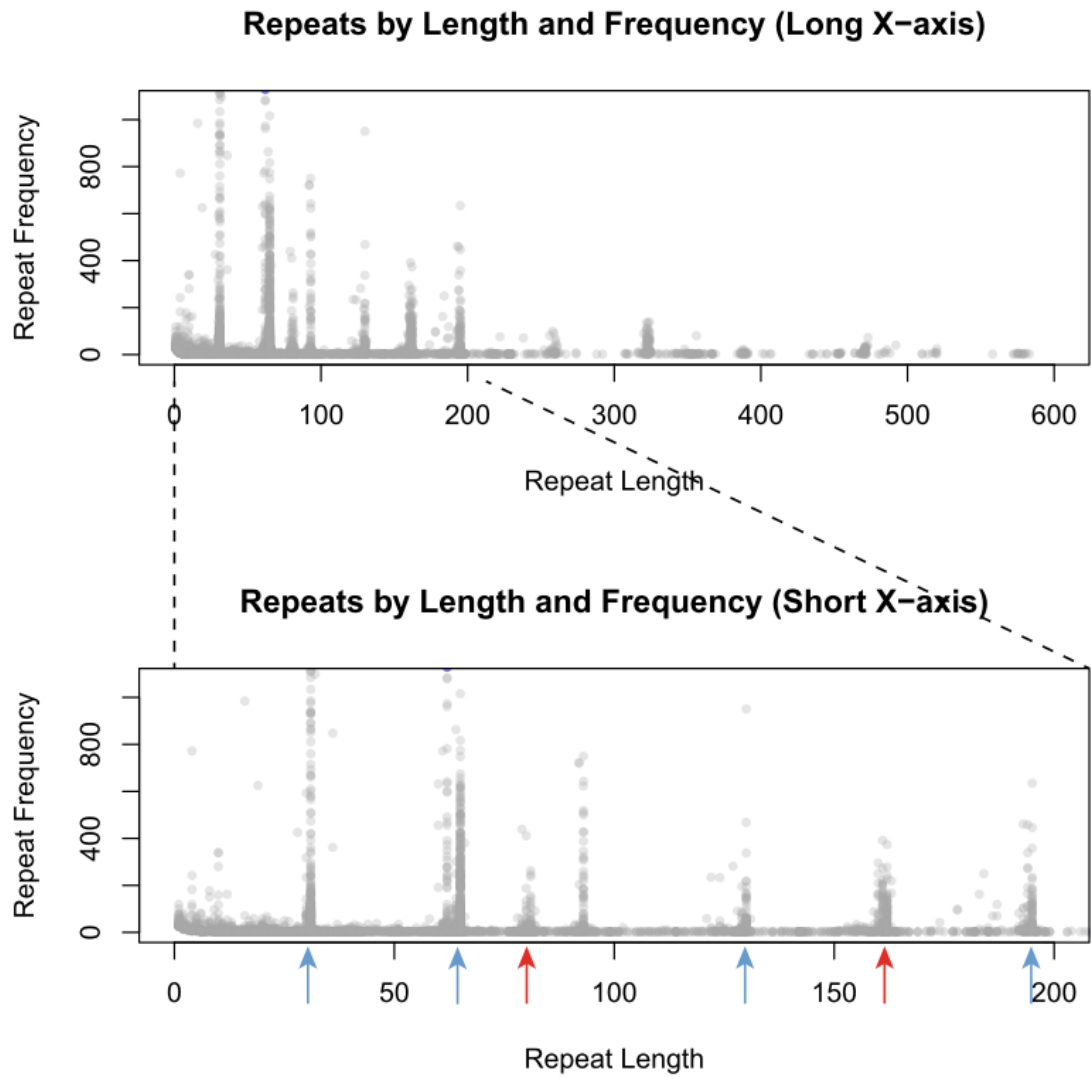 Repeats by Length and Frequency (Long X−axis)
Repeat Frequency
800
400
0
0 100 200 300 400 500 600
Repeat Length
Repeats by Length and Frequency (Short X−axis)
Repeat Frequency
800
400
0
0 50 100 150 200
Repeat Length